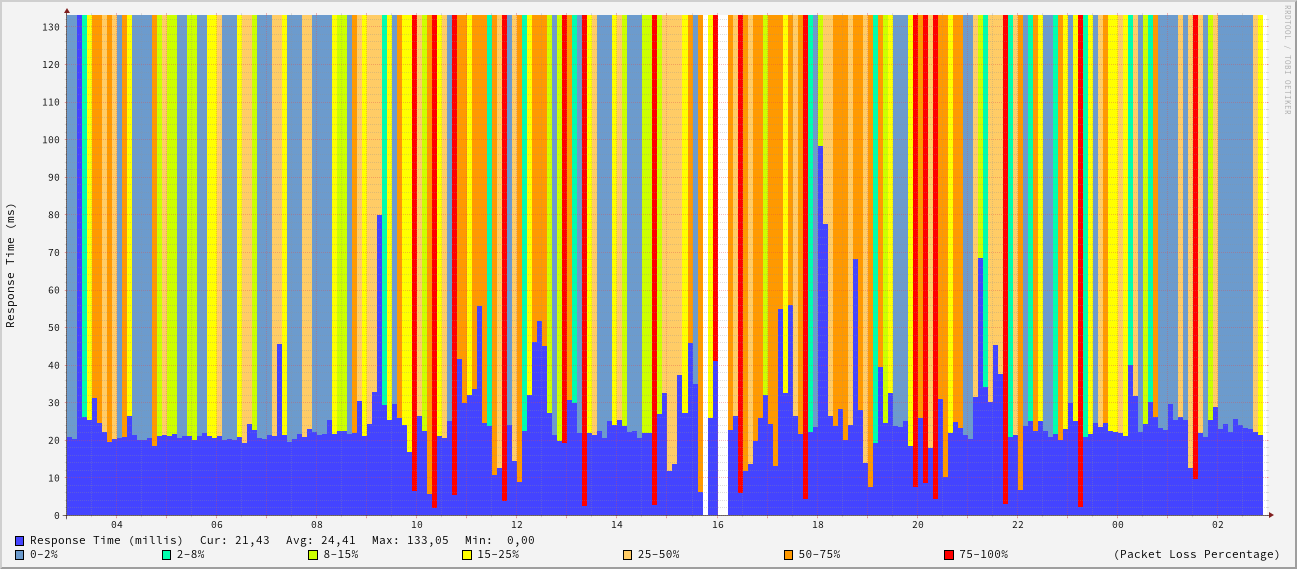 RRDTOOL / TOBI OETIKER
Response Time (ms)
130
120
110
100
90
80
70
60
50
40
30
20
10
0
04 06 08 10 12 14 16 18 20 22 00 02
Response Time (millis) Cur: 21,43 Avg: 24,41 Max: 133,05 Min: 0,00
0-2% 2-8% 8-15% 15-25% 25-50% 50-75% 75-100% (Packet Loss Percentage)